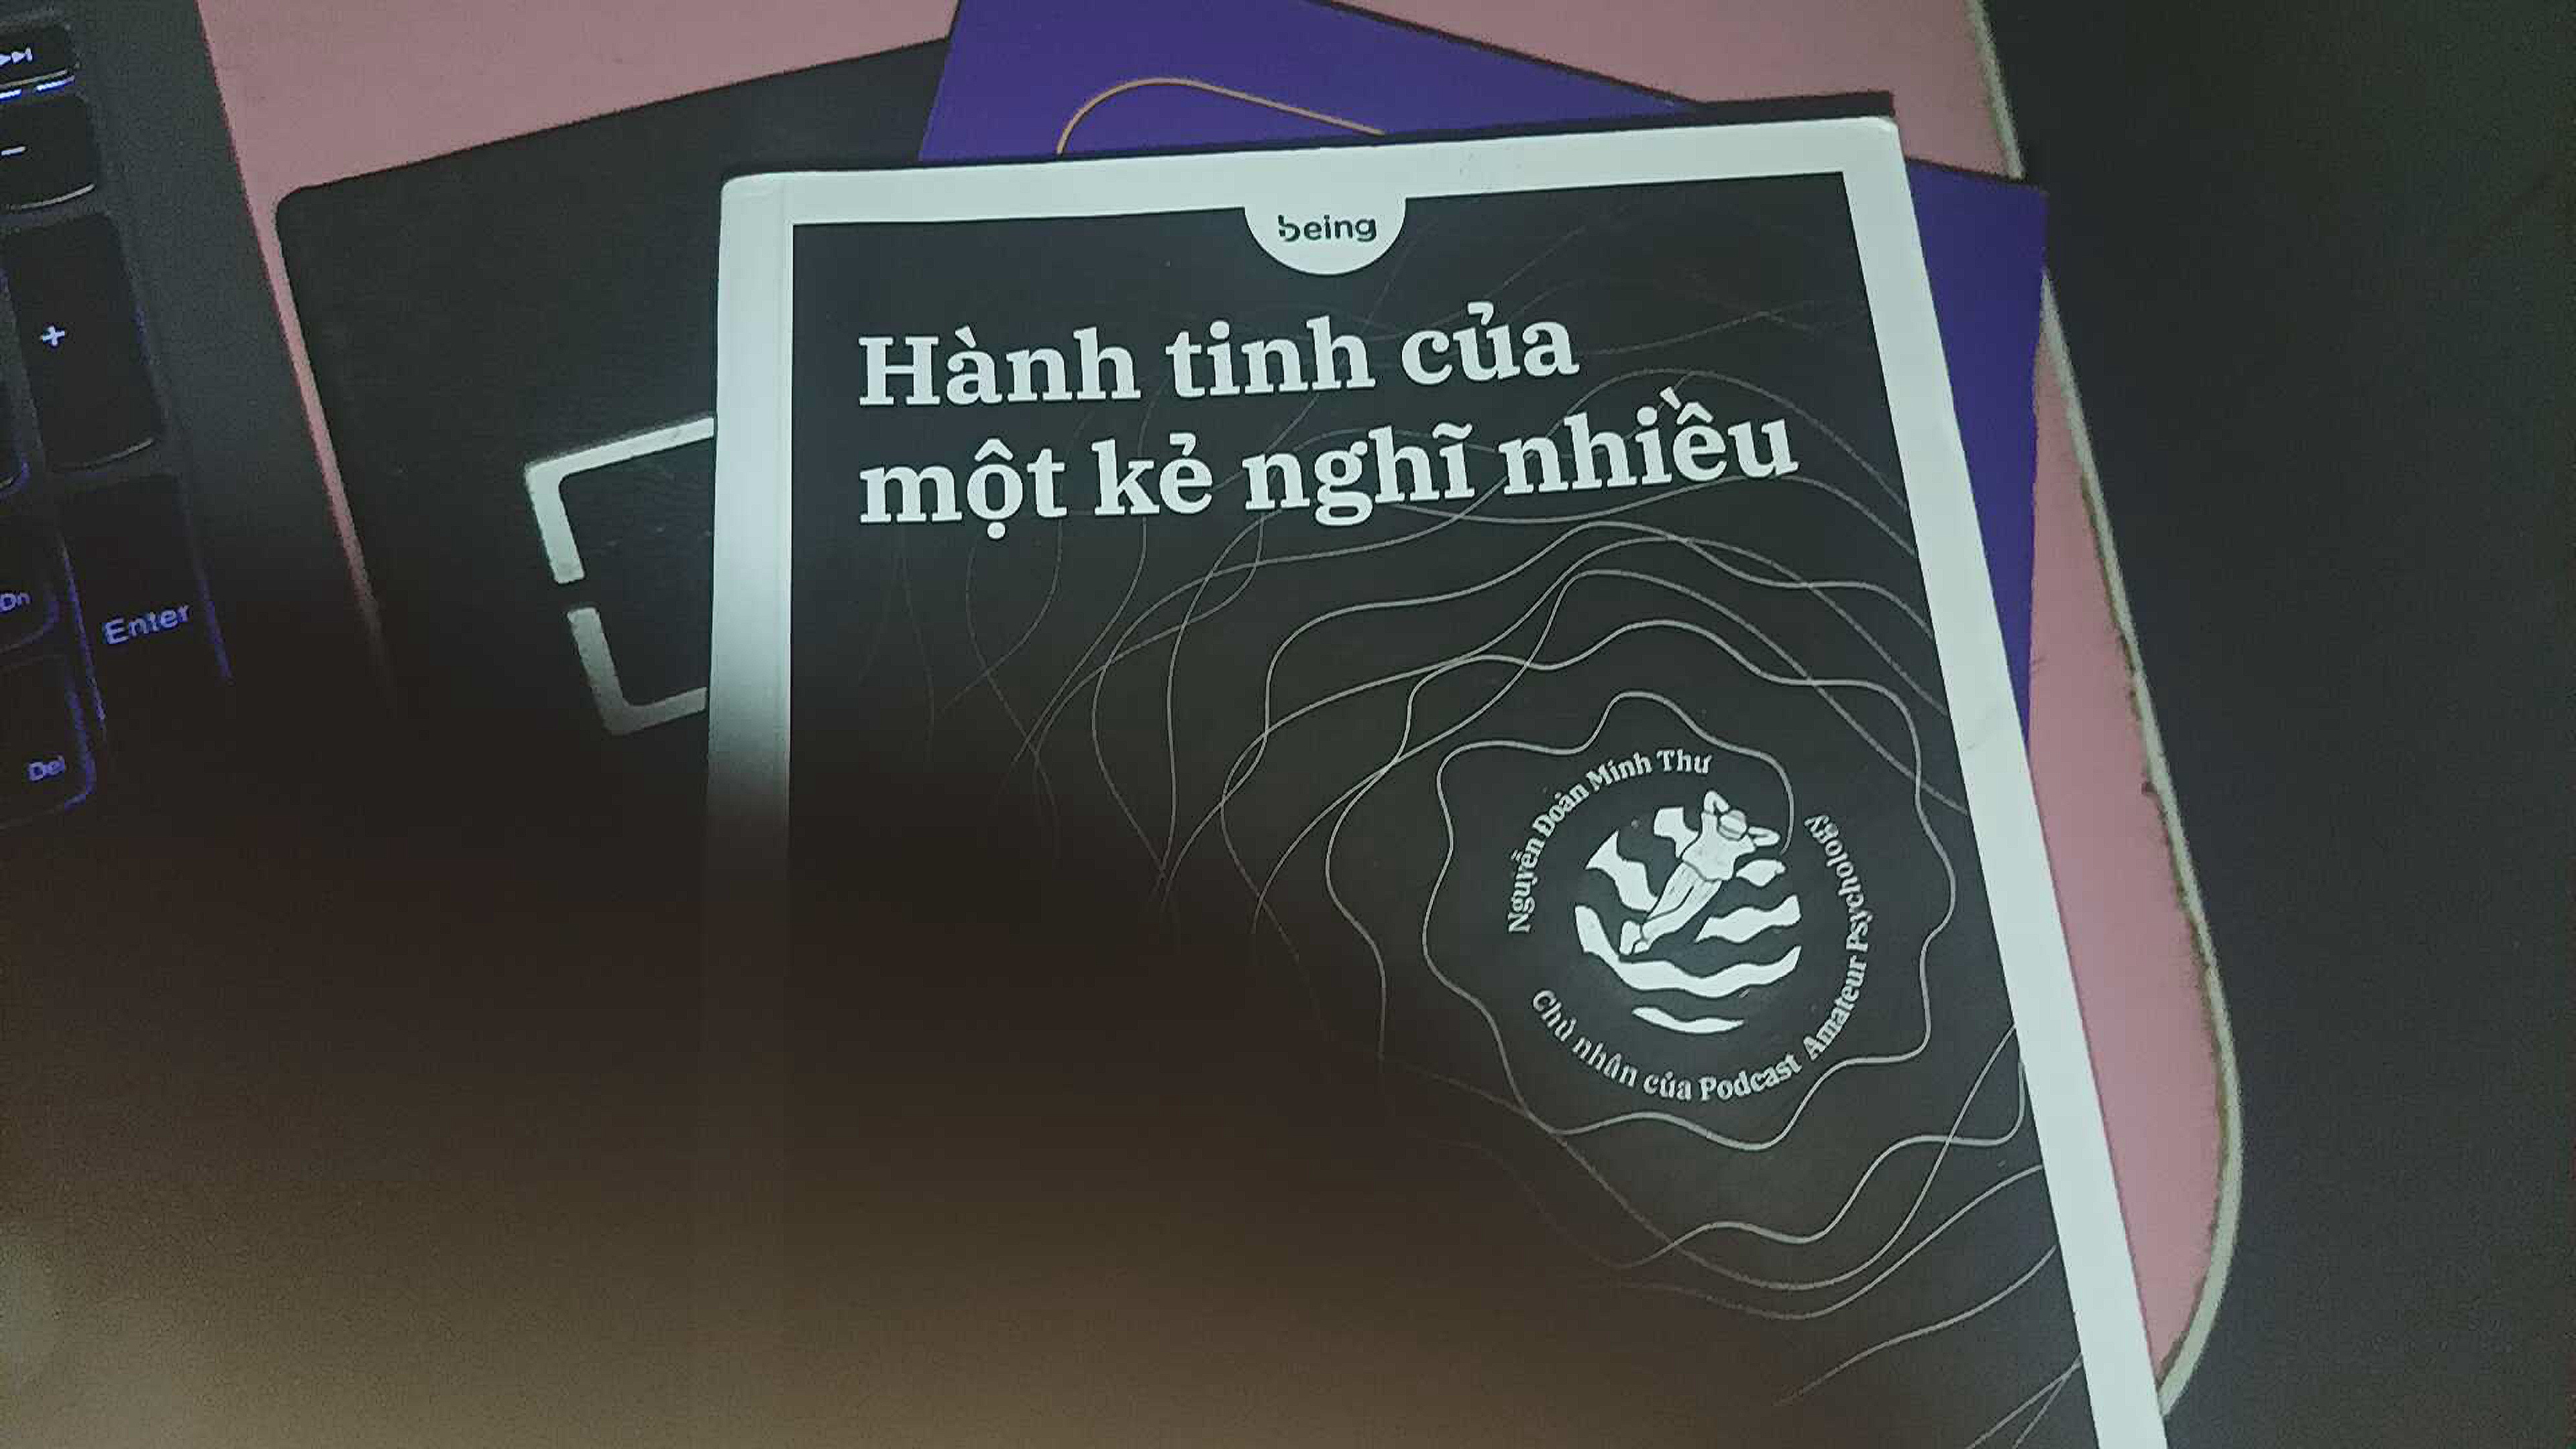 being
Hành tinh của
một kẻ nghĩ nhiều
Nguyễn Đoàn Minh Thư
Chủ nhân của Podcast Amateur Psychology
-
+
Dn
Enter
Del